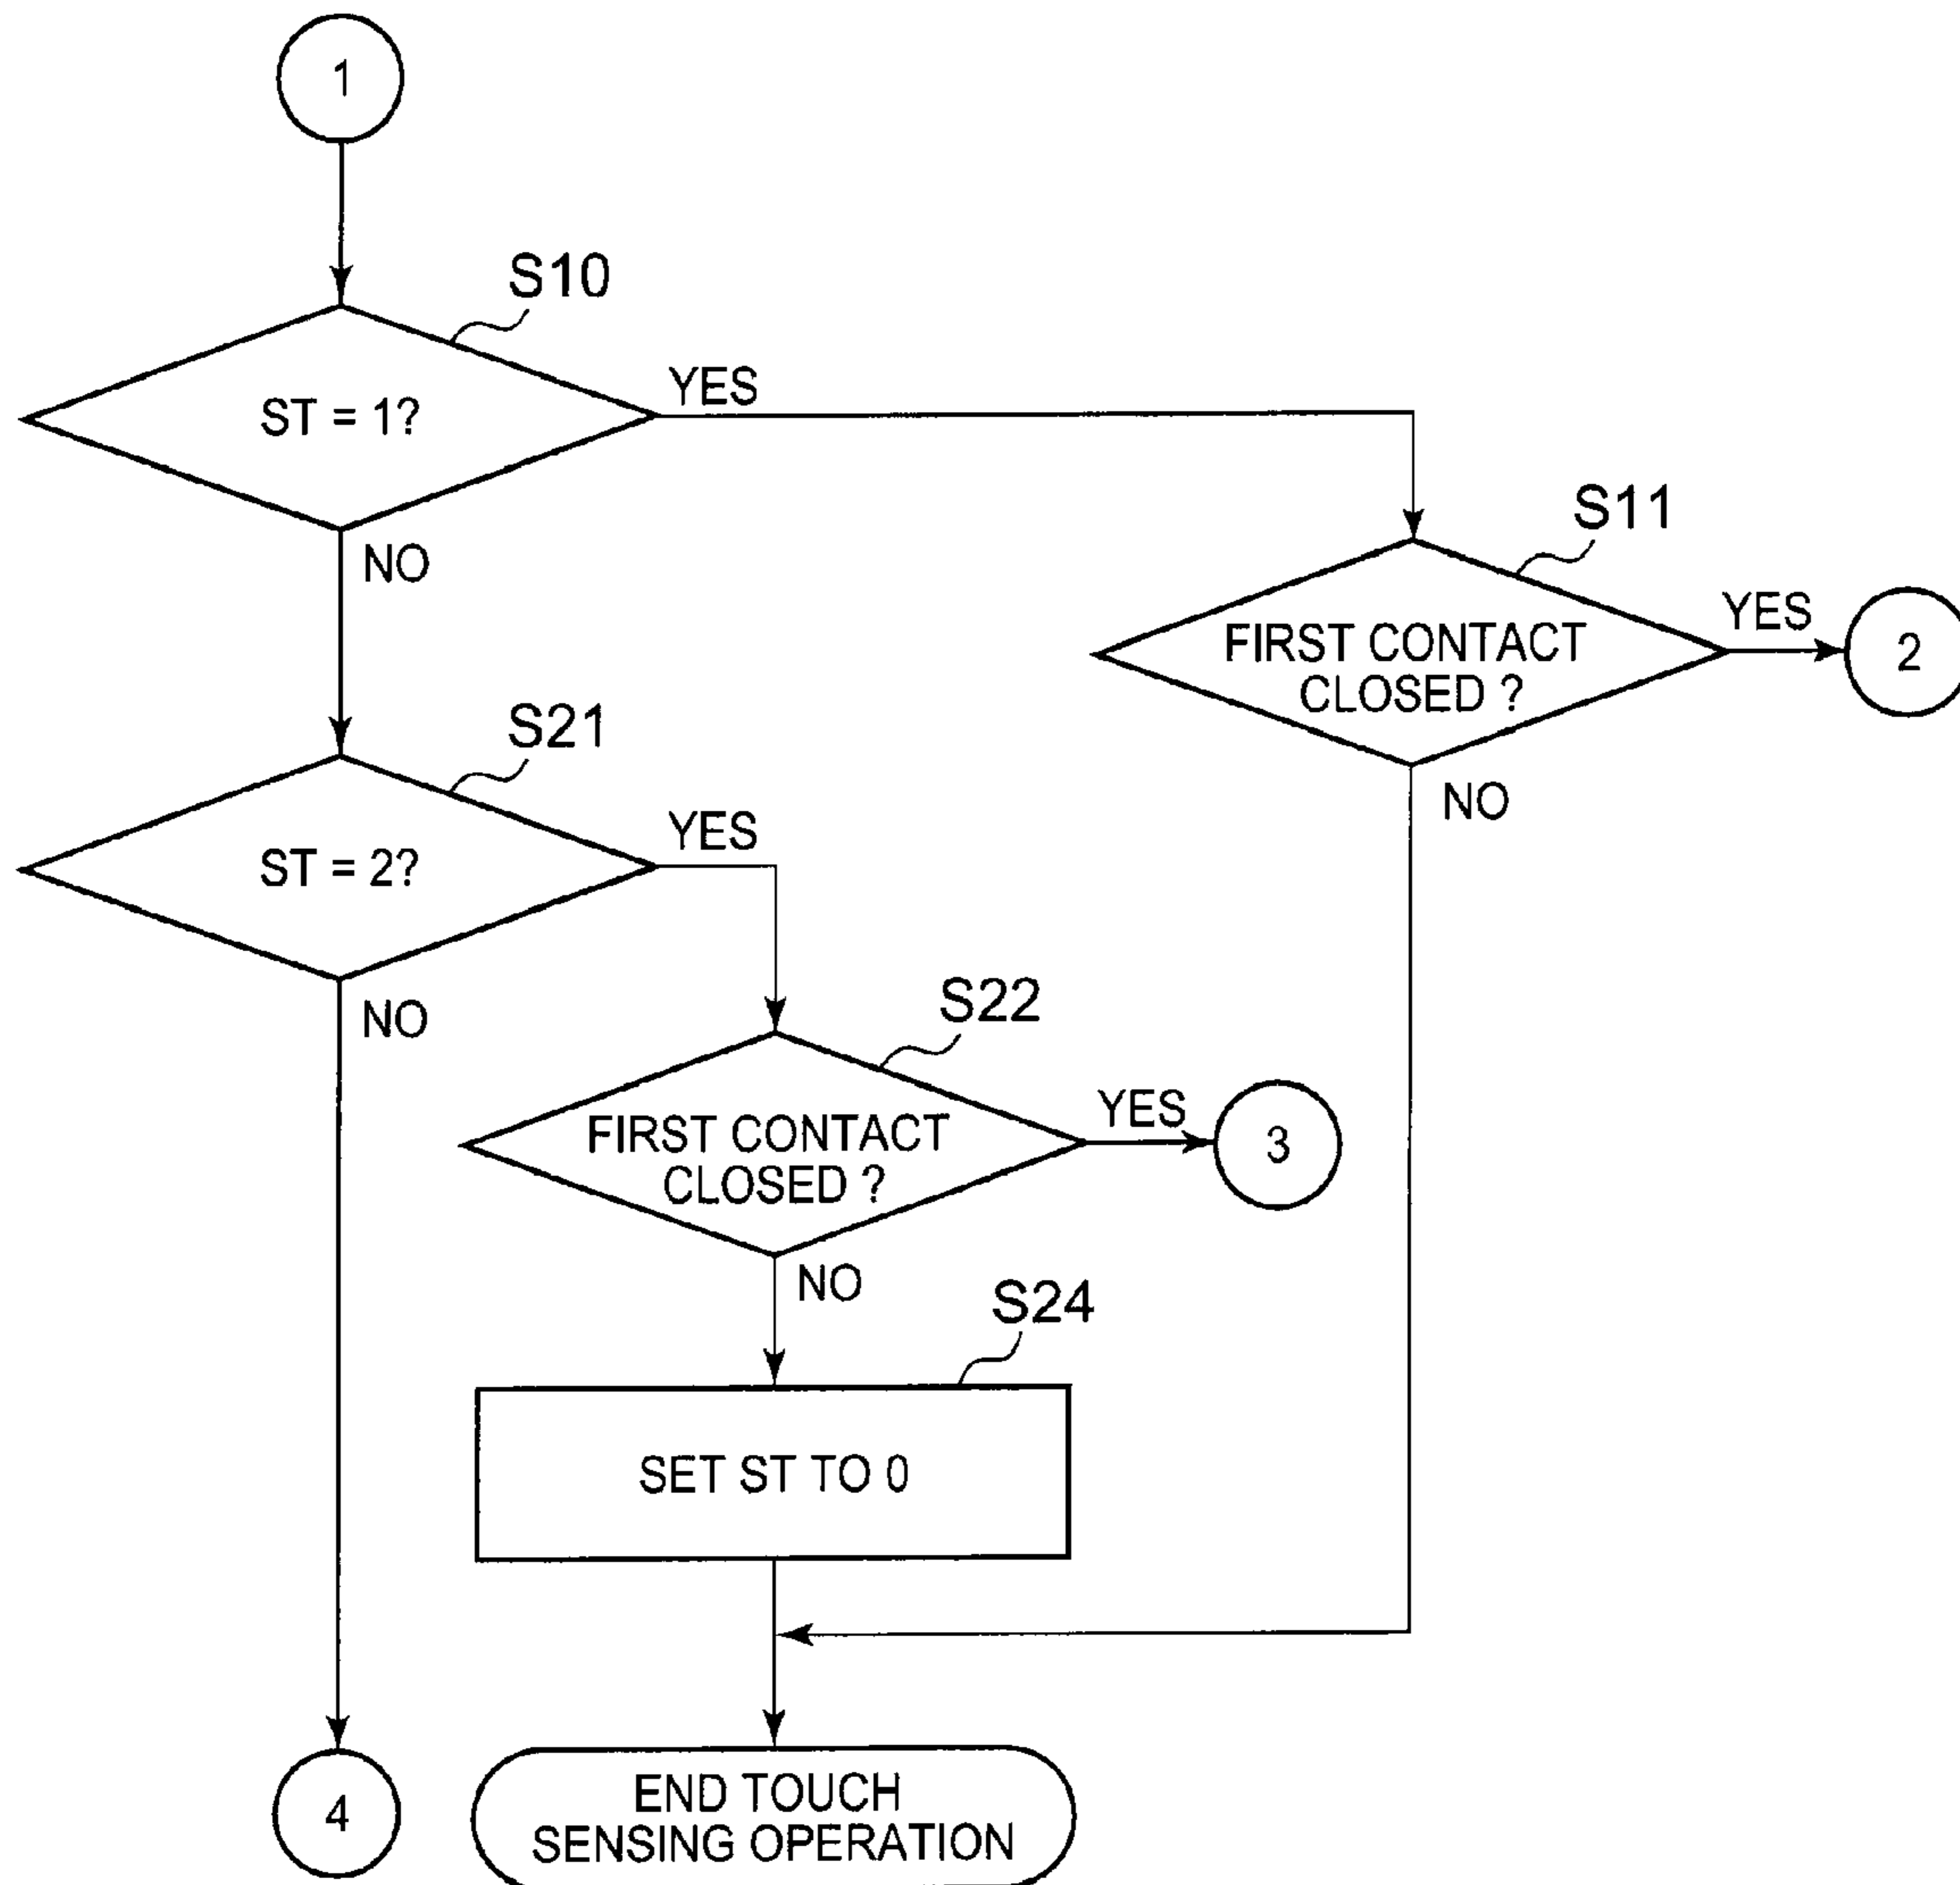 1
S10
ST = 1?
YES
NO
S11
FIRST CONTACT
CLOSED ?
YES
2
NO
S21
ST = 2?
YES
NO
S22
FIRST CONTACT
CLOSED ?
YES
3
NO
S24
SET ST TO 0
4
END TOUCH
SENSING OPERATION